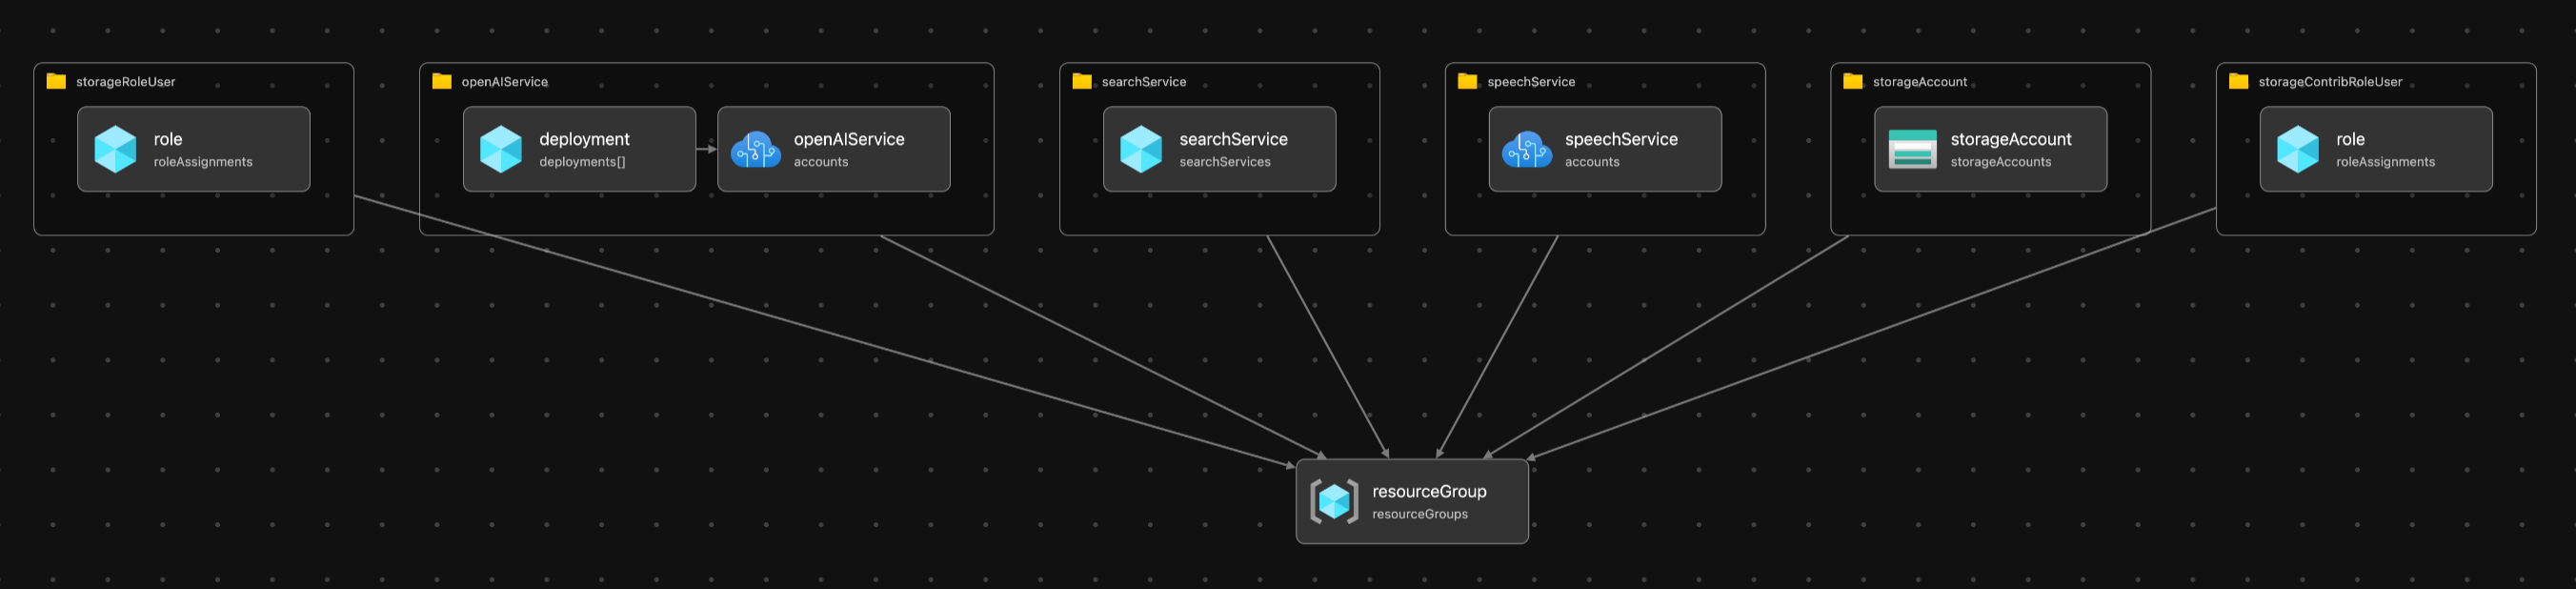 storageRoleUser
role
roleAssignments
openAIService
deployment
deployments[]
openAIService
accounts
searchService
searchService
searchServices
speechService
speechService
accounts
storageAccount
storageAccount
storageAccounts
storageContribRoleUser
role
roleAssignments
resourceGroup
resourceGroups